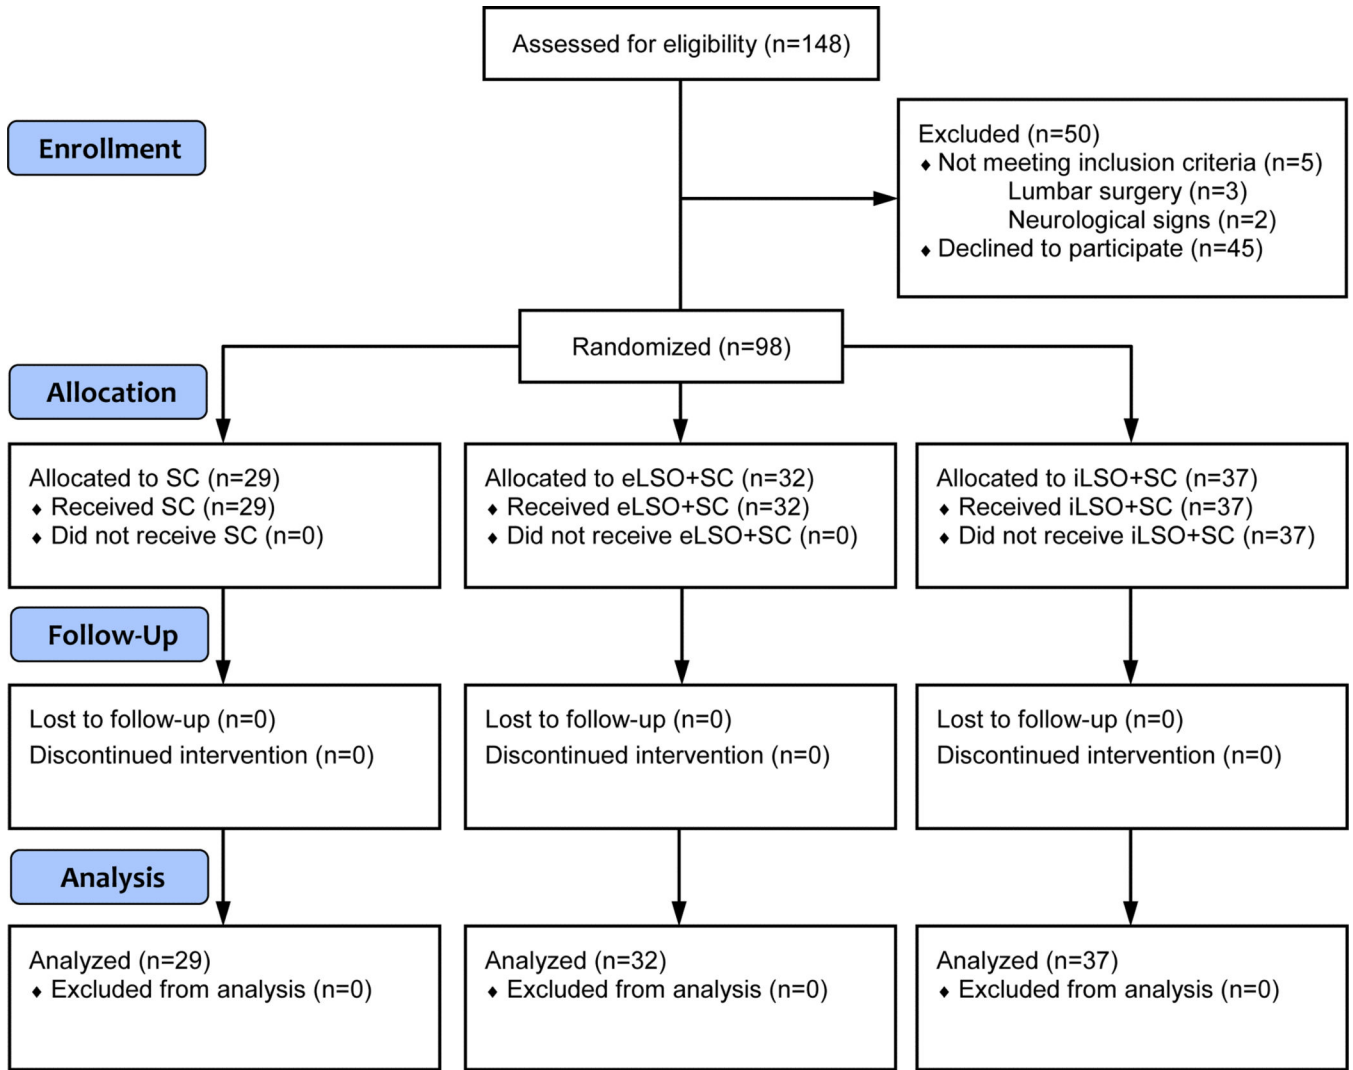 Assessed for eligibility (n=148)
Enrollment
Excluded (n=50)
♦ Not meeting inclusion criteria (n=5)
Lumbar surgery (n=3)
Neurological signs (n=2)
♦ Declined to participate (n=45)
Randomized (n=98)
Allocation
Allocated to SC (n=29)
♦ Received SC (n=29)
♦ Did not receive SC (n=0)
Allocated to eLSO+SC (n=32)
♦ Received eLSO+SC (n=32)
♦ Did not receive eLSO+SC (n=0)
Allocated to iLSO+SC (n=37)
♦ Received iLSO+SC (n=37)
♦ Did not receive iLSO+SC (n=37)
Follow-Up
Lost to follow-up (n=0)
Discontinued intervention (n=0)
Lost to follow-up (n=0)
Discontinued intervention (n=0)
Lost to follow-up (n=0)
Discontinued intervention (n=0)
Analysis
Analyzed (n=29)
♦ Excluded from analysis (n=0)
Analyzed (n=32)
♦ Excluded from analysis (n=0)
Analyzed (n=37)
♦ Excluded from analysis (n=0)